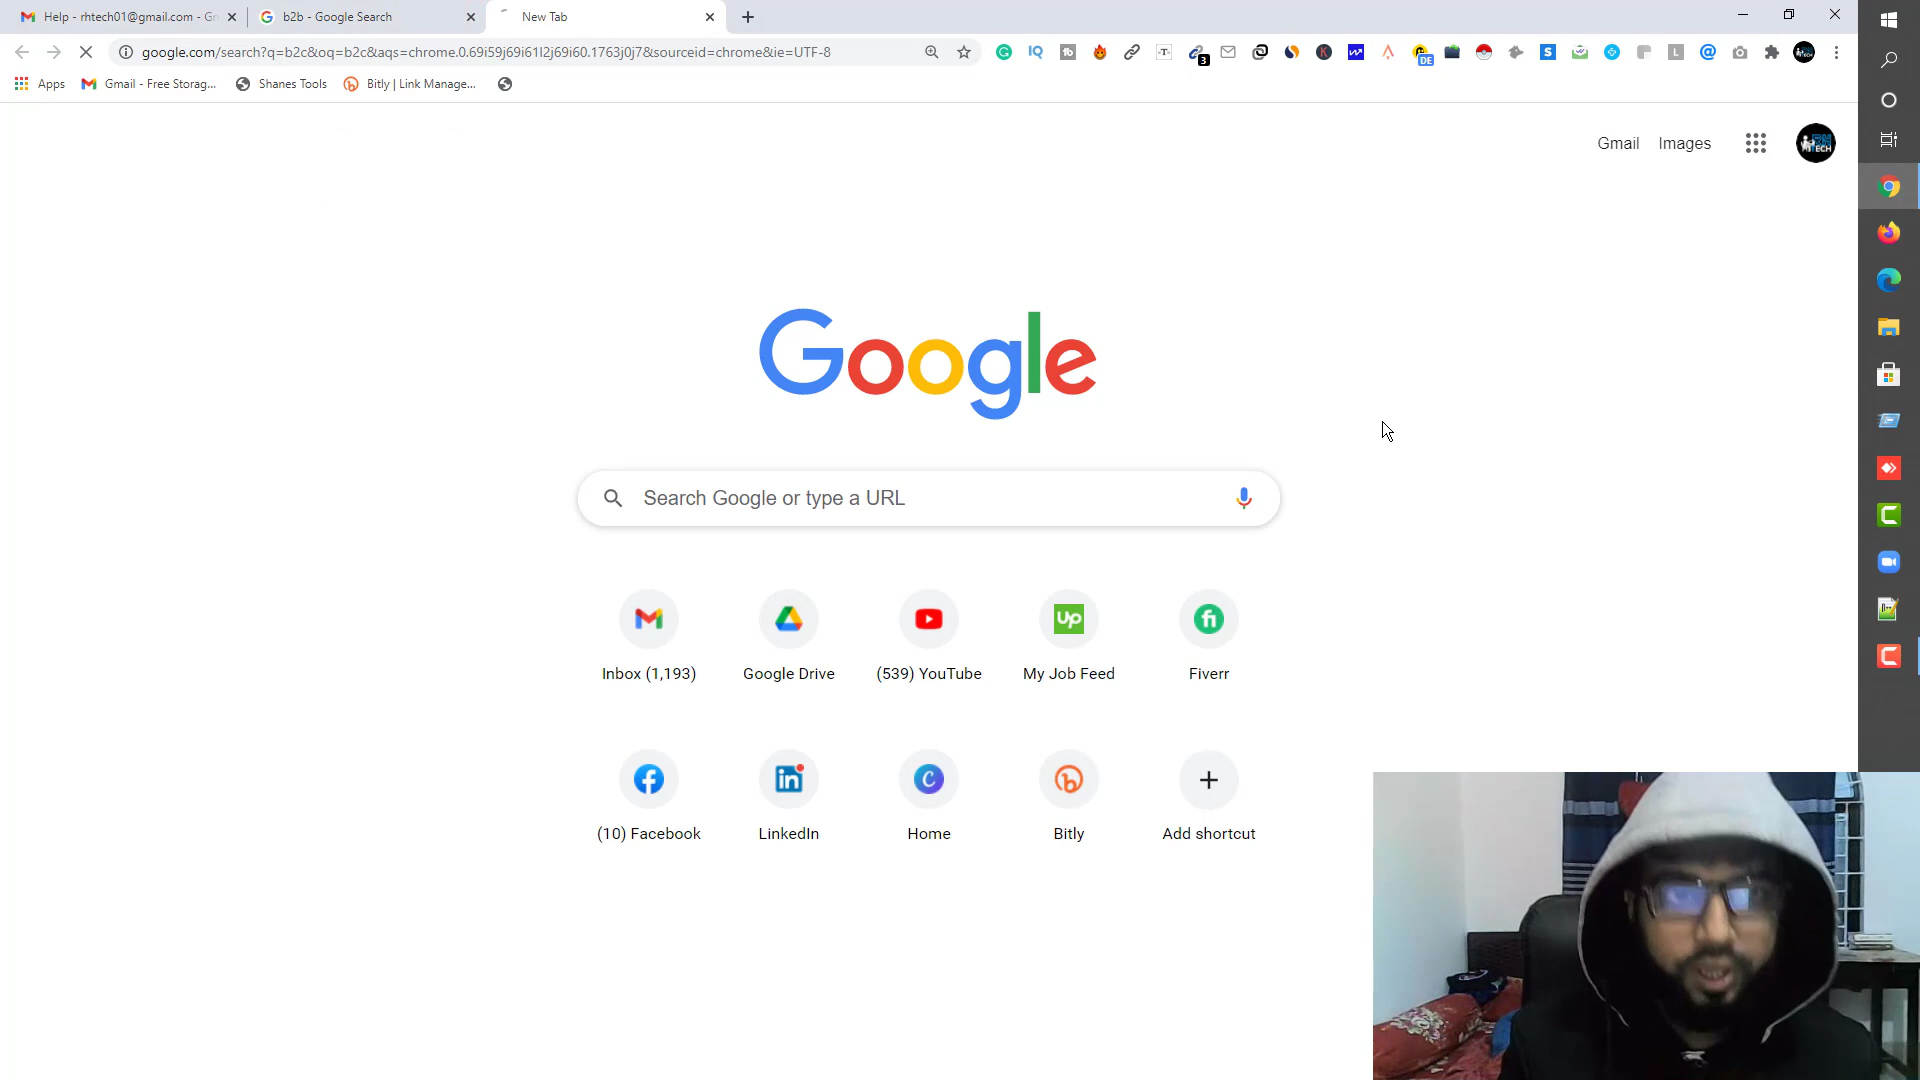 Help - rhtech01@gmail.com - Gm
b2b - Google Search
New Tab
google.com/search?q=b2c&oq=b2c&aqs=chrome.0.69i59j69i61l2j69i60.1763j0j7&sourceid=chrome&ie=UTF-8
Apps
Gmail - Free Storag...
Shanes Tools
Bitly | Link Manage...
3
DE
Gmail
Images
Google
Search Google or type a URL
Inbox (1,193)
Google Drive
(539) YouTube
My Job Feed
Fiverr
(10) Facebook
LinkedIn
Home
Bitly
Add shortcut